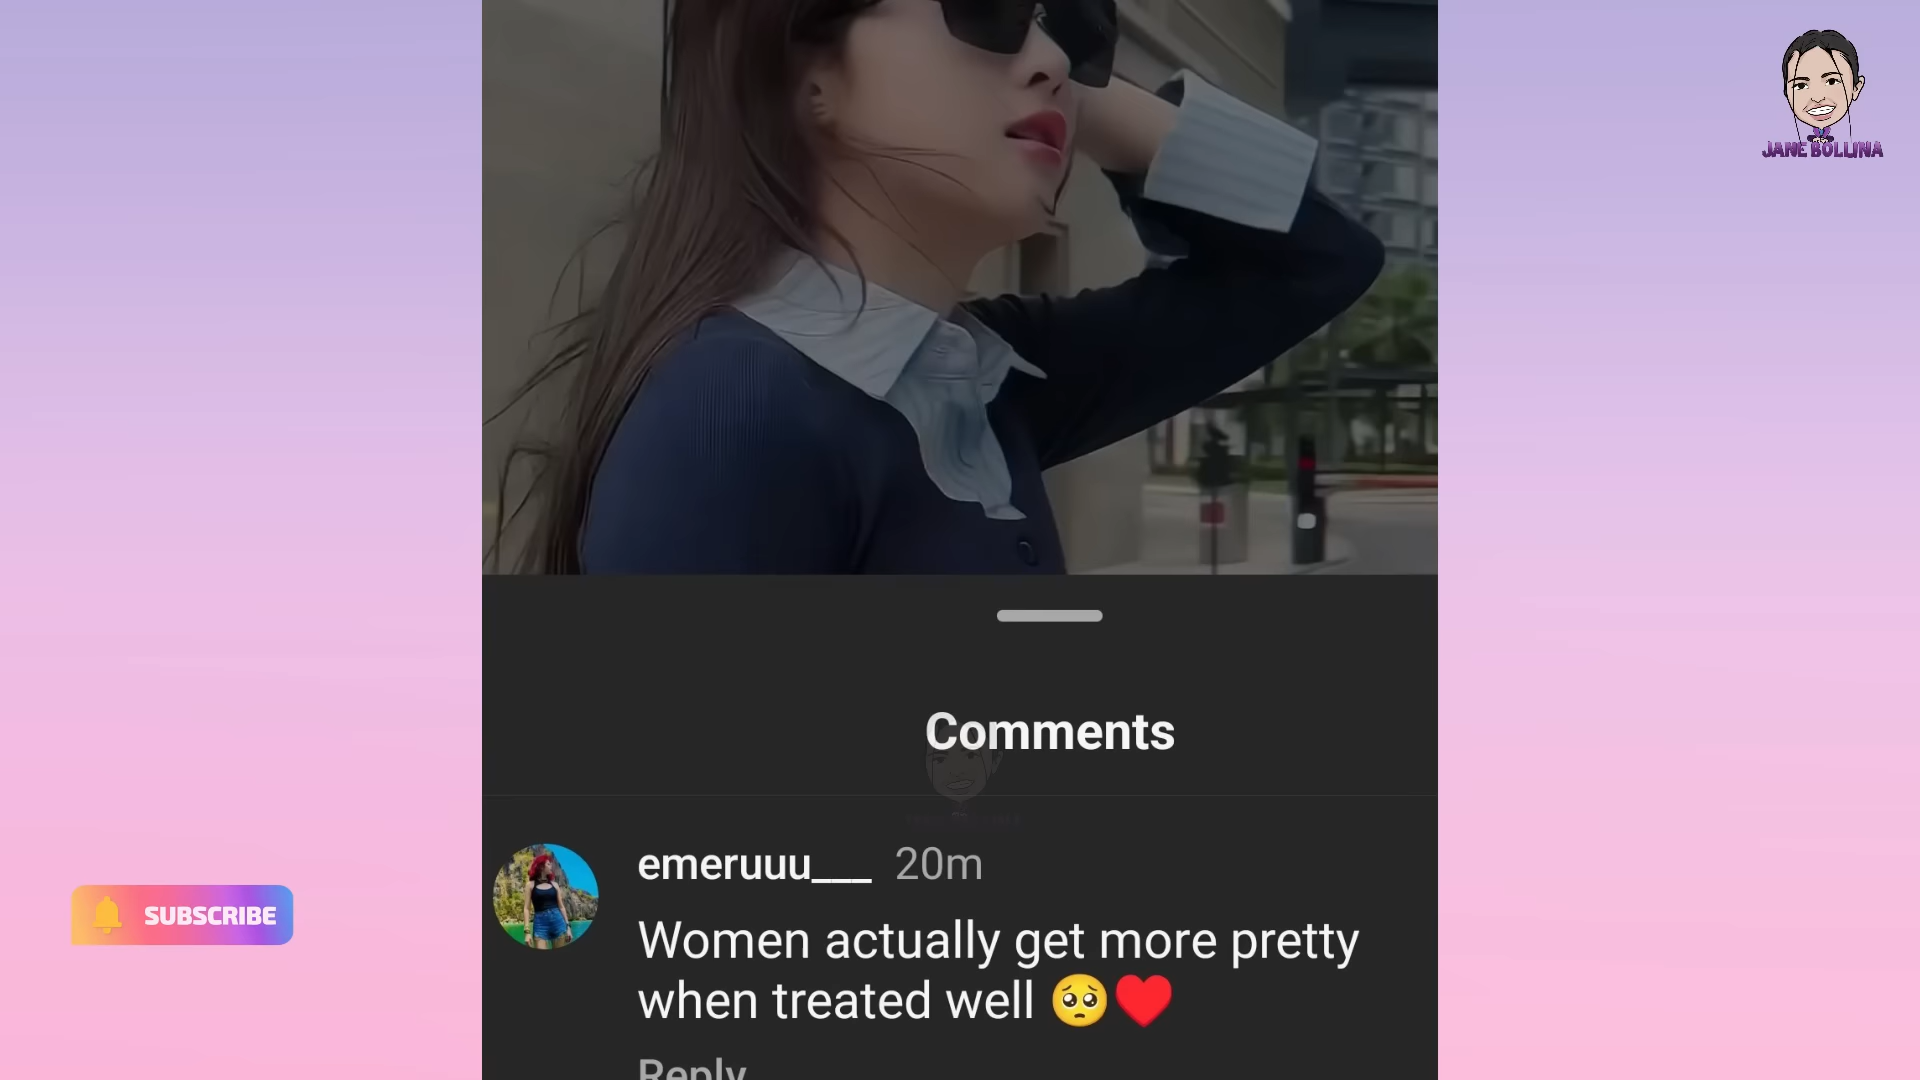 JANE BOLLINA
Comments
emeruuu___ 20m
Women actually get more pretty
when treated well 🥺❤️
SUBSCRIBE
Reply